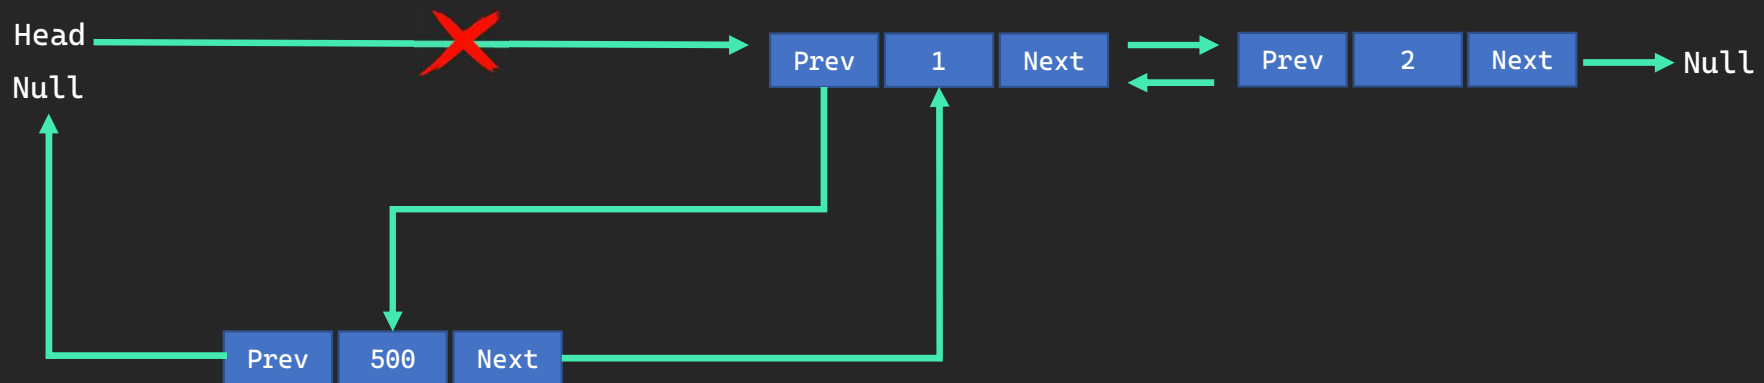 Head
Prev 1 Next Prev 2 Next Null
Null
Prev 500 Next